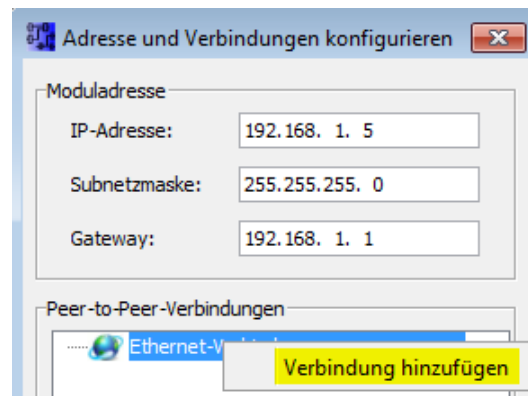 Adresse und Verbindungen konfigurieren
Moduladresse
IP-Adresse: 192.168. 1. 5
Subnetzmaske: 255.255.255. 0
Gateway: 192.168. 1. 1
Peer-to-Peer-Verbindungen
Verbindung hinzufügen